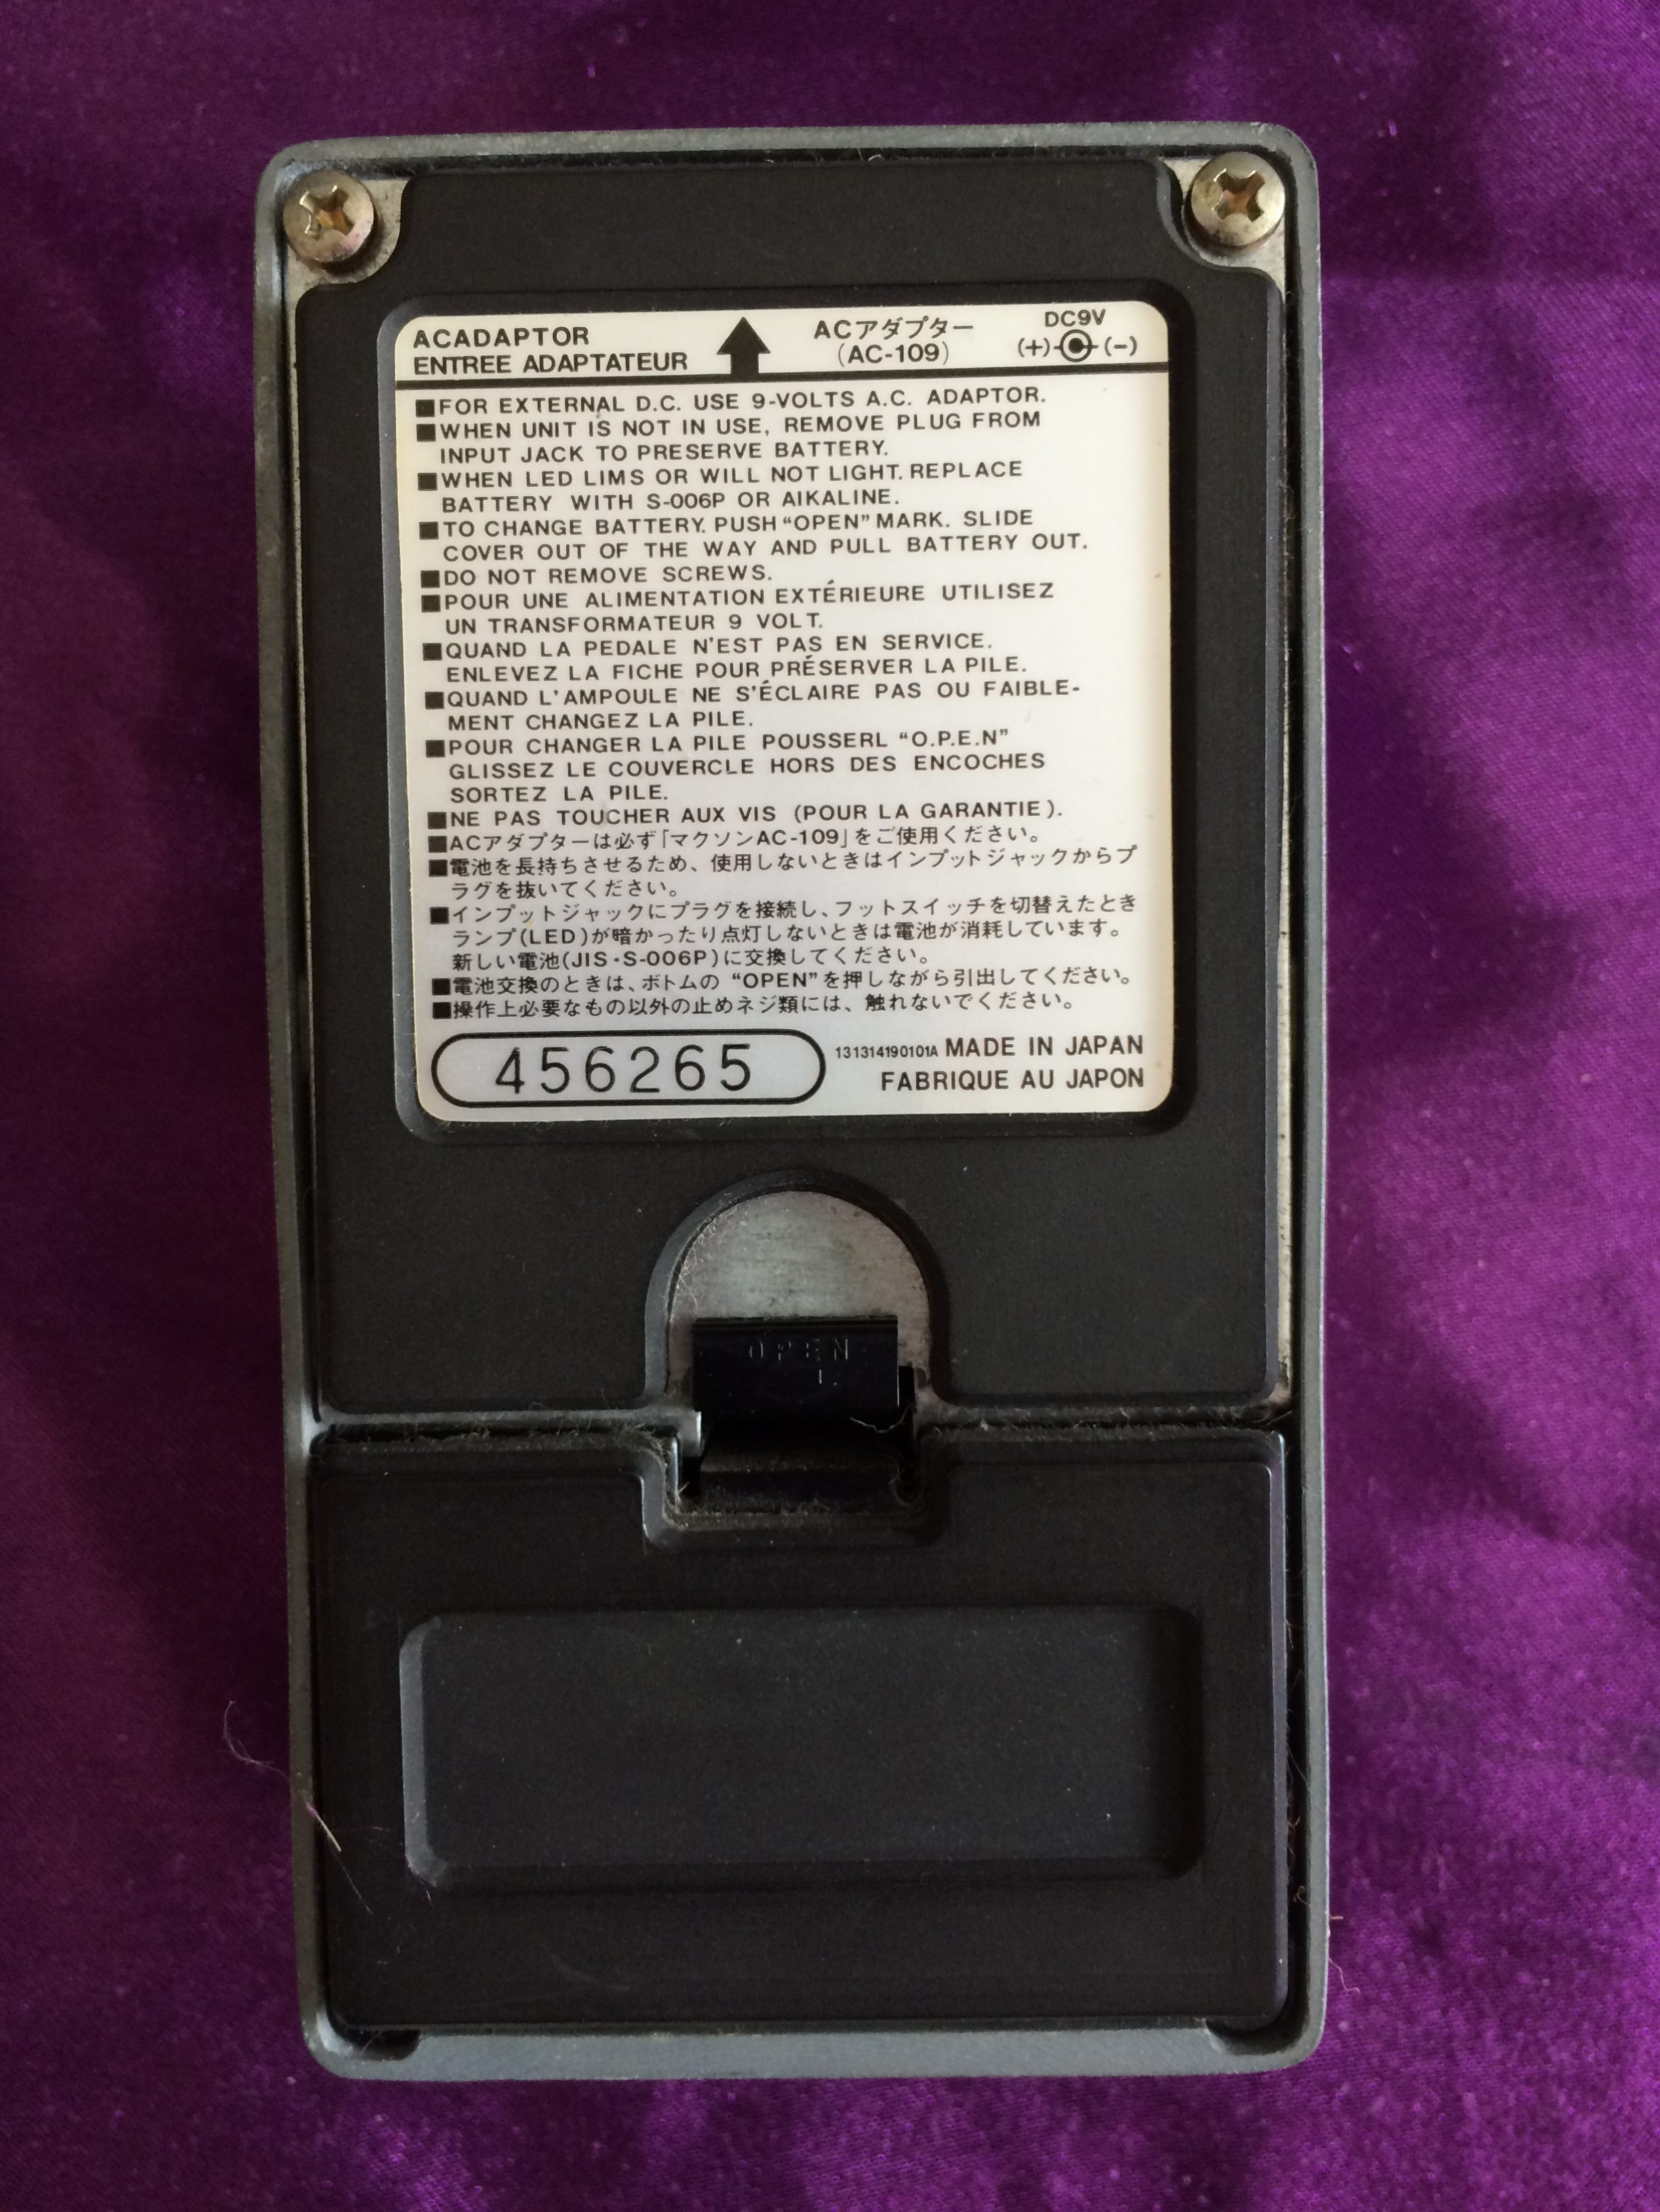 ACADAPTOR
ENTREE ADAPTATEUR
ACアダプター
(AC-109)
DC9V
(+) (-)
■FOR EXTERNAL D.C. USE 9-VOLTS A.C. ADAPTOR.
■WHEN UNIT IS NOT IN USE, REMOVE PLUG FROM
INPUT JACK TO PRESERVE BATTERY.
■WHEN LED LIMS OR WILL NOT LIGHT. REPLACE
BATTERY WITH S-006P OR AIKALINE.
■TO CHANGE BATTERY. PUSH “OPEN” MARK. SLIDE
COVER OUT OF THE WAY AND PULL BATTERY OUT.
■DO NOT REMOVE SCREWS.
■POUR UNE ALIMENTATION EXTÉRIEURE UTILISEZ
UN TRANSFORMATEUR 9 VOLT.
■QUAND LA PEDALE N'EST PAS EN SERVICE.
ENLEVEZ LA FICHE POUR PRÉSERVER LA PILE.
■QUAND L'AMPOULE NE S'ÉCLAIRE PAS OU FAIBLE-
MENT CHANGEZ LA PILE.
■POUR CHANGER LA PILE POUSSERL “O.P.E.N”
GLISSEZ LE COUVERCLE HORS DES ENCOCHES
SORTEZ LA PILE.
■NE PAS TOUCHER AUX VIS (POUR LA GARANTIE).
■ACアダプターは必ず「マクソンAC-109」をご使用ください。
■電池を長持ちさせるため、使用しないときはインプットジャックからプ
ラグを抜いてください。
■インプットジャックにプラグを接続し、フットスイッチを切替えたとき
ランプ(LED)が暗かったり点灯しないときは電池が消耗しています。
新しい電池(JIS・S-006P)に交換してください。
■電池交換のときは、ボトムの “OPEN”を押しながら引出してください。
■操作上必要なもの以外の止めネジ類には、触れないでください。
456265
131314190101A MADE IN JAPAN
FABRIQUE AU JAPON
OPEN